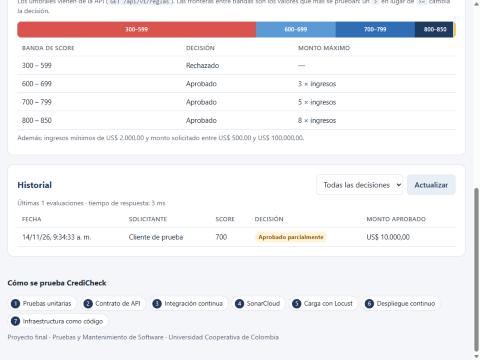 Los umbrales vienen de la API ( GET /api/v1/reglas ). Las fronteras entre bandas son los valores que más se prueban: un > en lugar de >= cambia
la decisión.
300–599 600–699 700–799 800–850
BANDA DE SCORE DECISIÓN MONTO MÁXIMO
300 – 599 Rechazado —
600 – 699 Aprobado 3 × ingresos
700 – 799 Aprobado 5 × ingresos
800 – 850 Aprobado 8 × ingresos
Además: ingresos mínimos de US$ 2.000,00 y monto solicitado entre US$ 500,00 y US$ 100.000,00.
Historial Todas las decisiones Actualizar
Últimas 1 evaluaciones · tiempo de respuesta: 3 ms
FECHA SOLICITANTE SCORE DECISIÓN MONTO APROBADO
14/11/26, 9:34:33 a. m. Cliente de prueba 700 Aprobado parcialmente US$ 10.000,00
Cómo se prueba CrediCheck
1 Pruebas unitarias 2 Contrato de API 3 Integración continua 4 SonarCloud 5 Carga con Locust 6 Despliegue continuo
7 Infraestructura como código
Proyecto final · Pruebas y Mantenimiento de Software · Universidad Cooperativa de Colombia